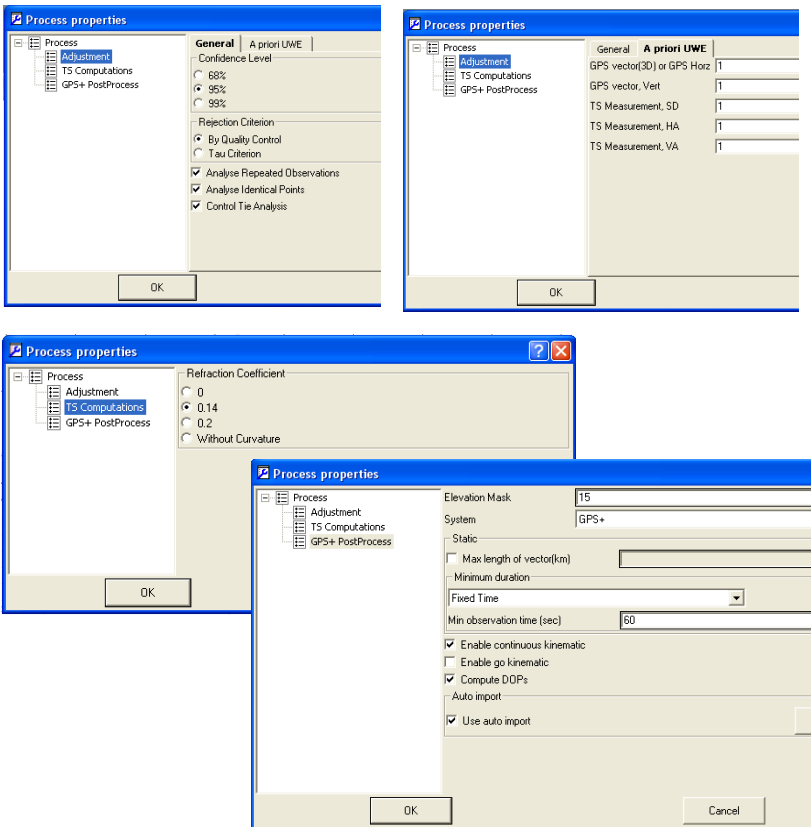 Process properties
Process
Adjustment
TS Computations
GPS+ PostProcess
General A priori UWE
Confidence Level
68%
95%
99%
Rejection Criterion
By Quality Control
Tau Criterion
Analyse Repeated Observations
Analyse Identical Points
Control Tie Analysis
OK
Process properties
Process
Adjustment
TS Computations
GPS+ PostProcess
General A priori UWE
GPS vector(3D) or GPS Horz 1
GPS vector, Vert 1
TS Measurement, SD 1
TS Measurement, HA 1
TS Measurement, VA 1
OK
Process properties
Process
Adjustment
TS Computations
GPS+ PostProcess
Refraction Coefficient
0
0.14
0.2
Without Curvature
OK
Process properties
Process
Adjustment
TS Computations
GPS+ PostProcess
Elevation Mask 15
System GPS+
Static
Max length of vector(km)
Minimum duration
Fixed Time
Min observation time (sec) 60
Enable continuous kinematic
Enable go kinematic
Compute DOPs
Auto import
Use auto import
OK Cancel